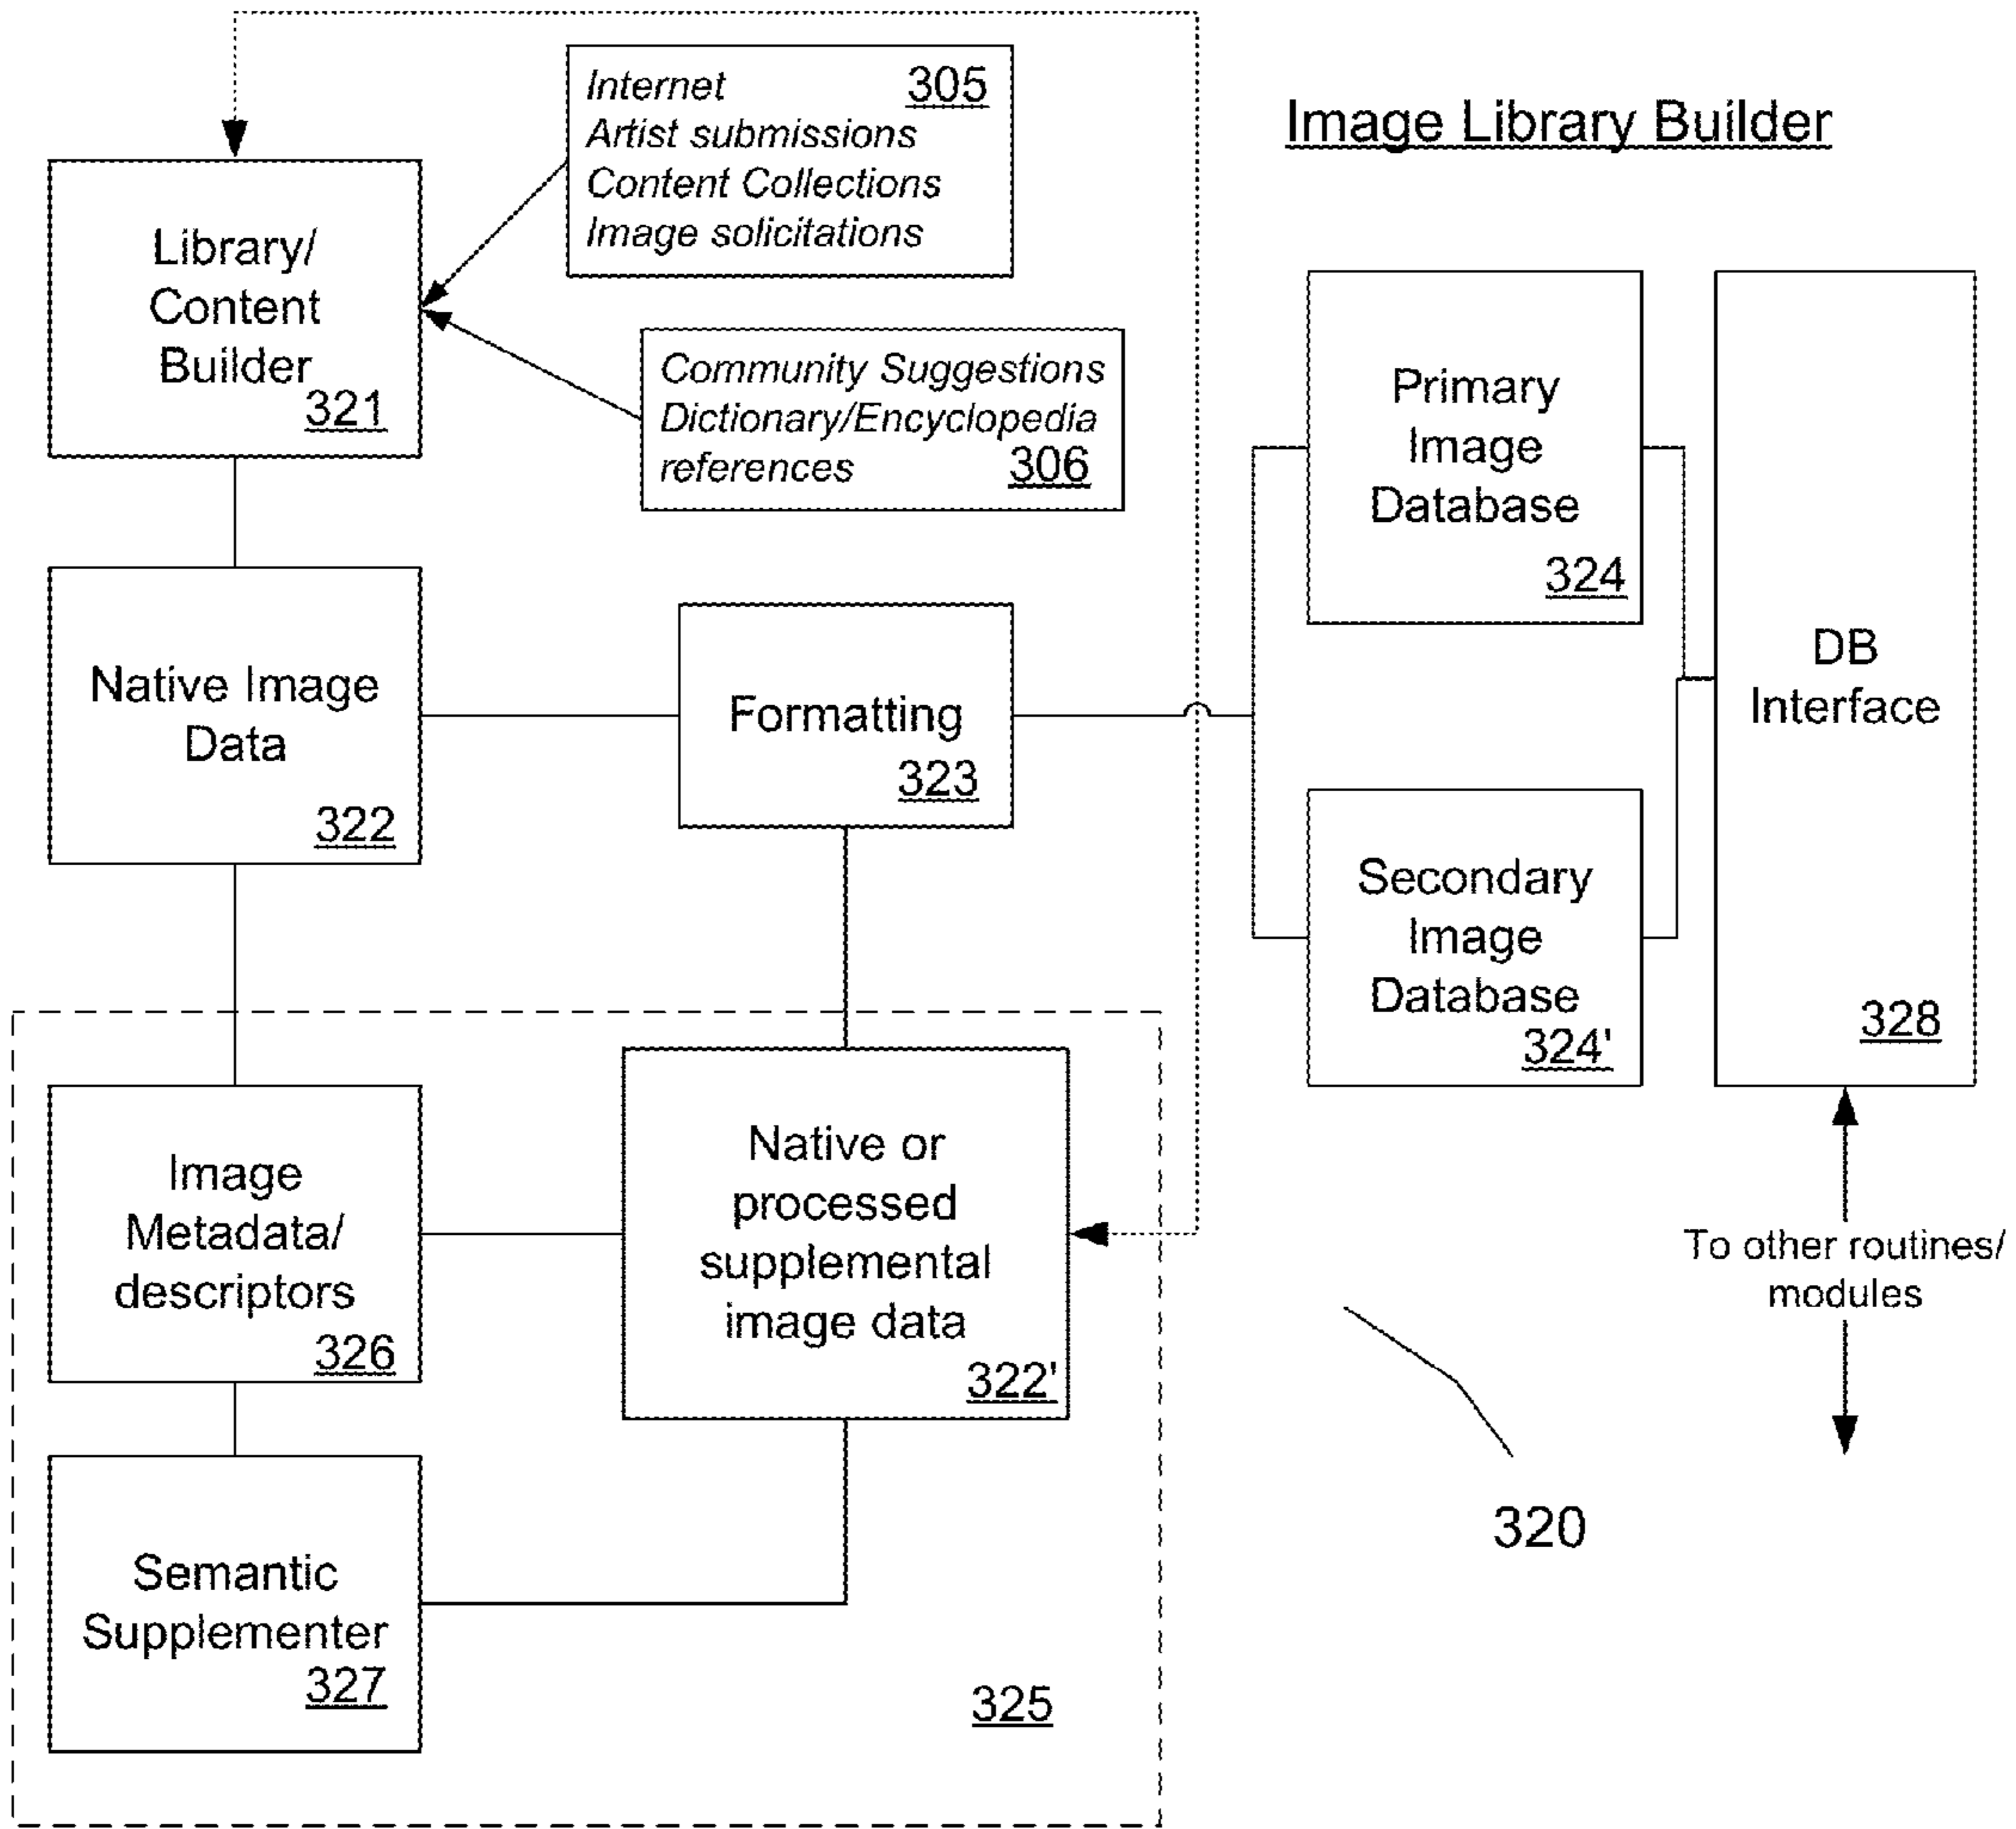 Image Library Builder
Internet 305
Artist submissions
Content Collections
Image solicitations
Library/
Content
Builder
321
Community Suggestions
Dictionary/Encyclopedia
references 306
Native Image
Data
322
Formatting
323
Primary
Image
Database
324
Secondary
Image
Database
324'
DB
Interface
328
Image
Metadata/
descriptors
326
Native or
processed
supplemental
image data
322'
Semantic
Supplementer
327
325
To other routines/
modules
320